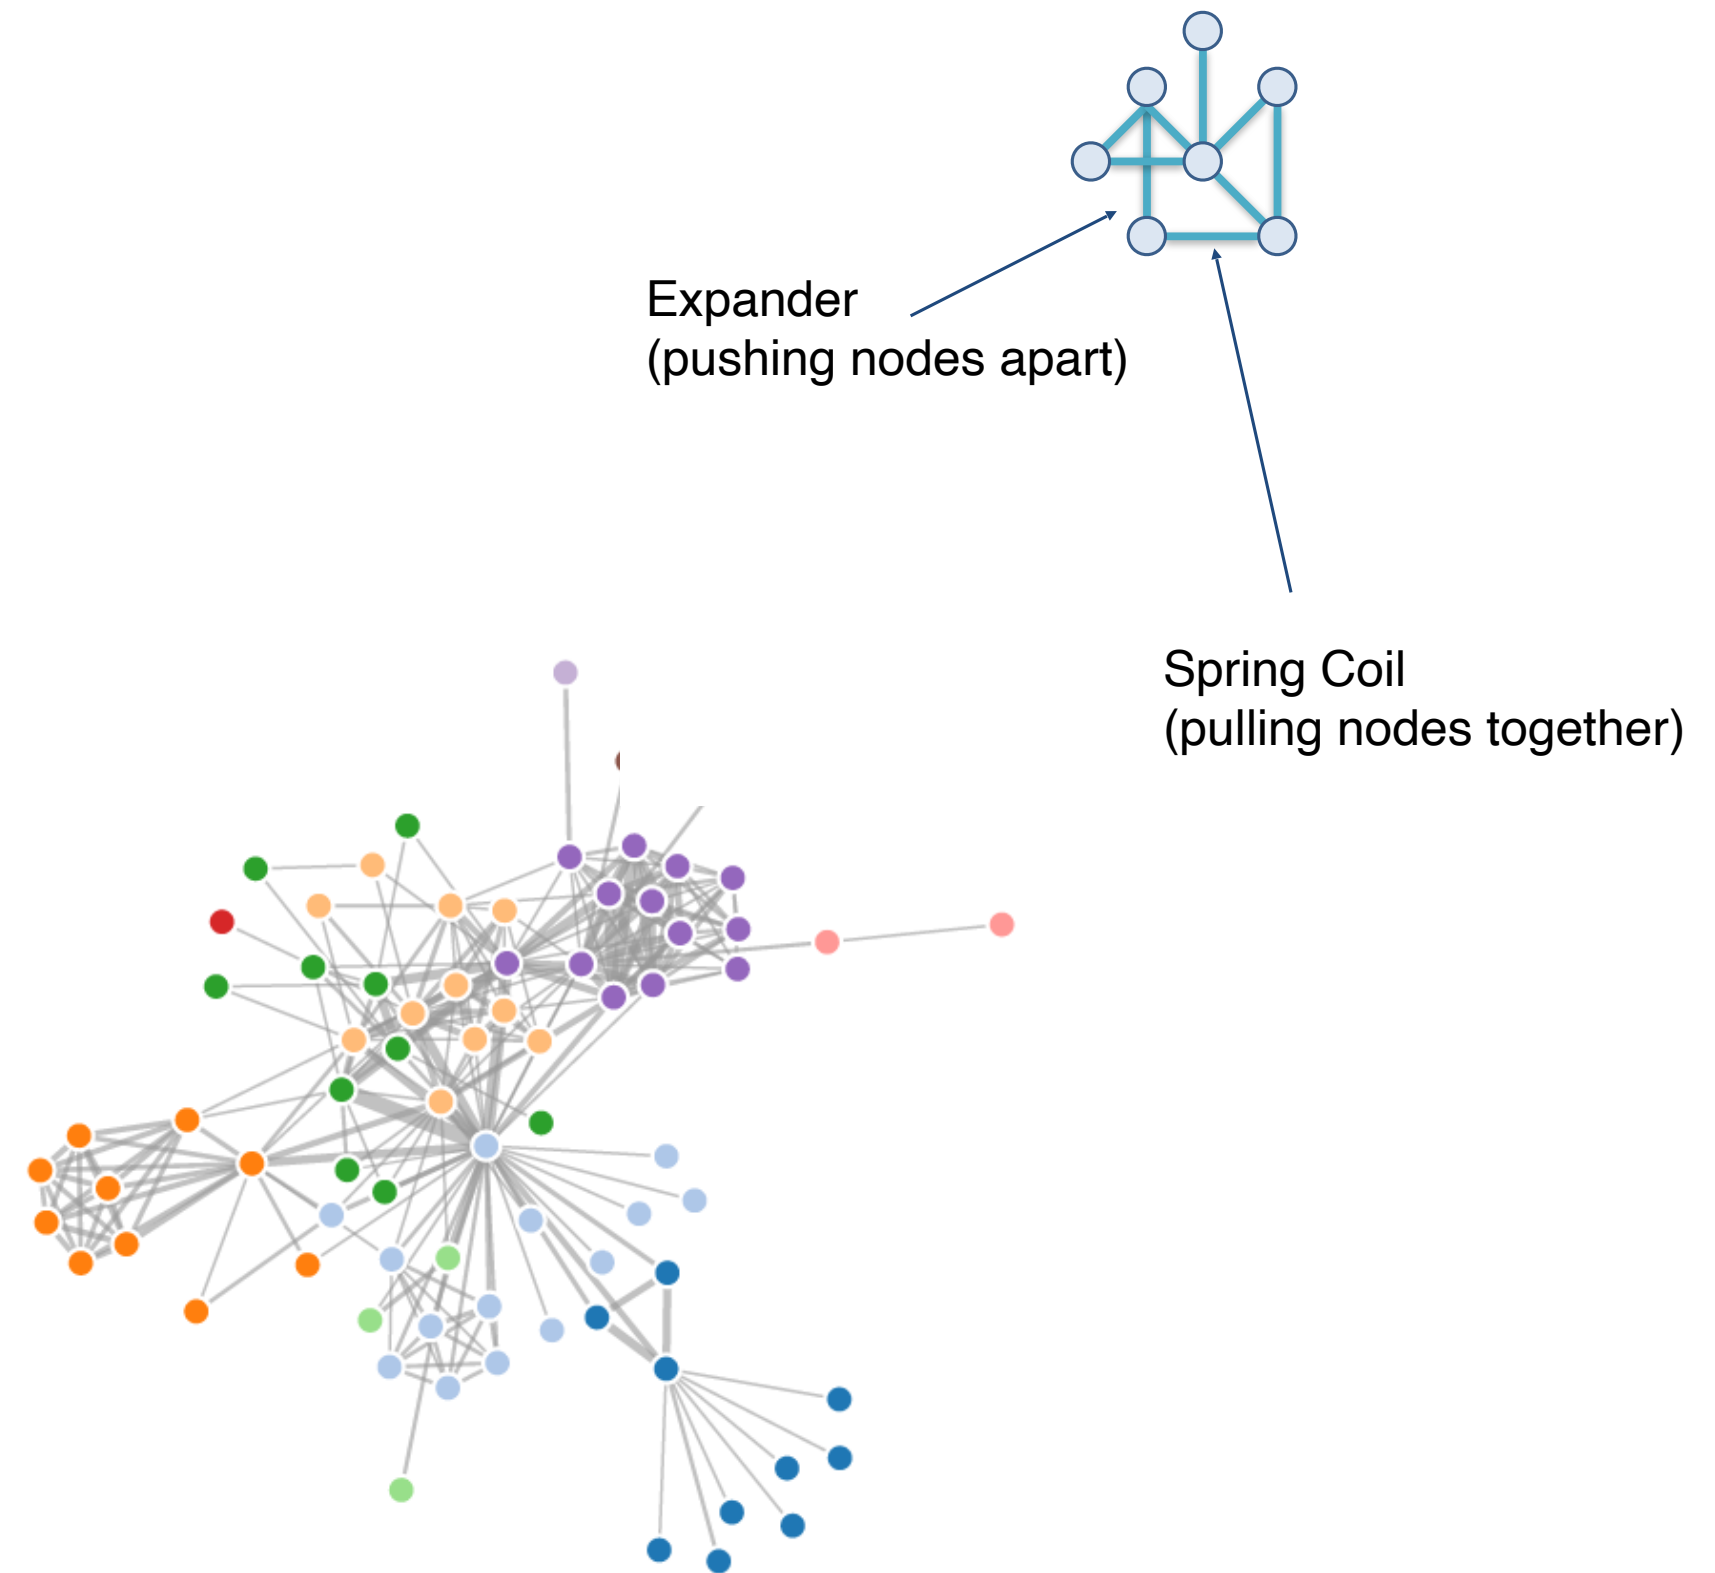 Expander
(pushing nodes apart)
Spring Coil
(pulling nodes together)